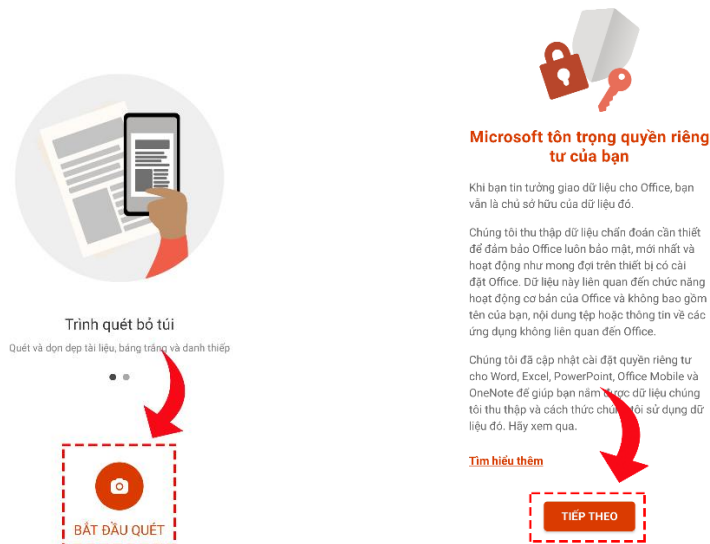 Trình quét bỏ túi
Quét và dọn dẹp tài liệu, bảng trắng và danh thiếp
BẮT ĐẦU QUÉT
Microsoft tôn trọng quyền riêng
tư của bạn
Khi bạn tin tưởng giao dữ liệu cho Office, bạn
vẫn là chủ sở hữu của dữ liệu đó.
Chúng tôi thu thập dữ liệu chẩn đoán cần thiết
để đảm bảo Office luôn bảo mật, mới nhất và
hoạt động như mong đợi trên thiết bị có cài
đặt Office. Dữ liệu này liên quan đến chức năng
hoạt động cơ bản của Office và không bao gồm
tên của bạn, nội dung tệp hoặc thông tin về các
ứng dụng không liên quan đến Office.
Chúng tôi đã cập nhật cài đặt quyền riêng tư
cho Word, Excel, PowerPoint, Office Mobile và
OneNote để giúp bạn nắm được dữ liệu chúng
tôi thu thập và cách thức chúng tôi sử dụng dữ
liệu đó. Hãy xem qua.
Tìm hiểu thêm
TIẾP THEO